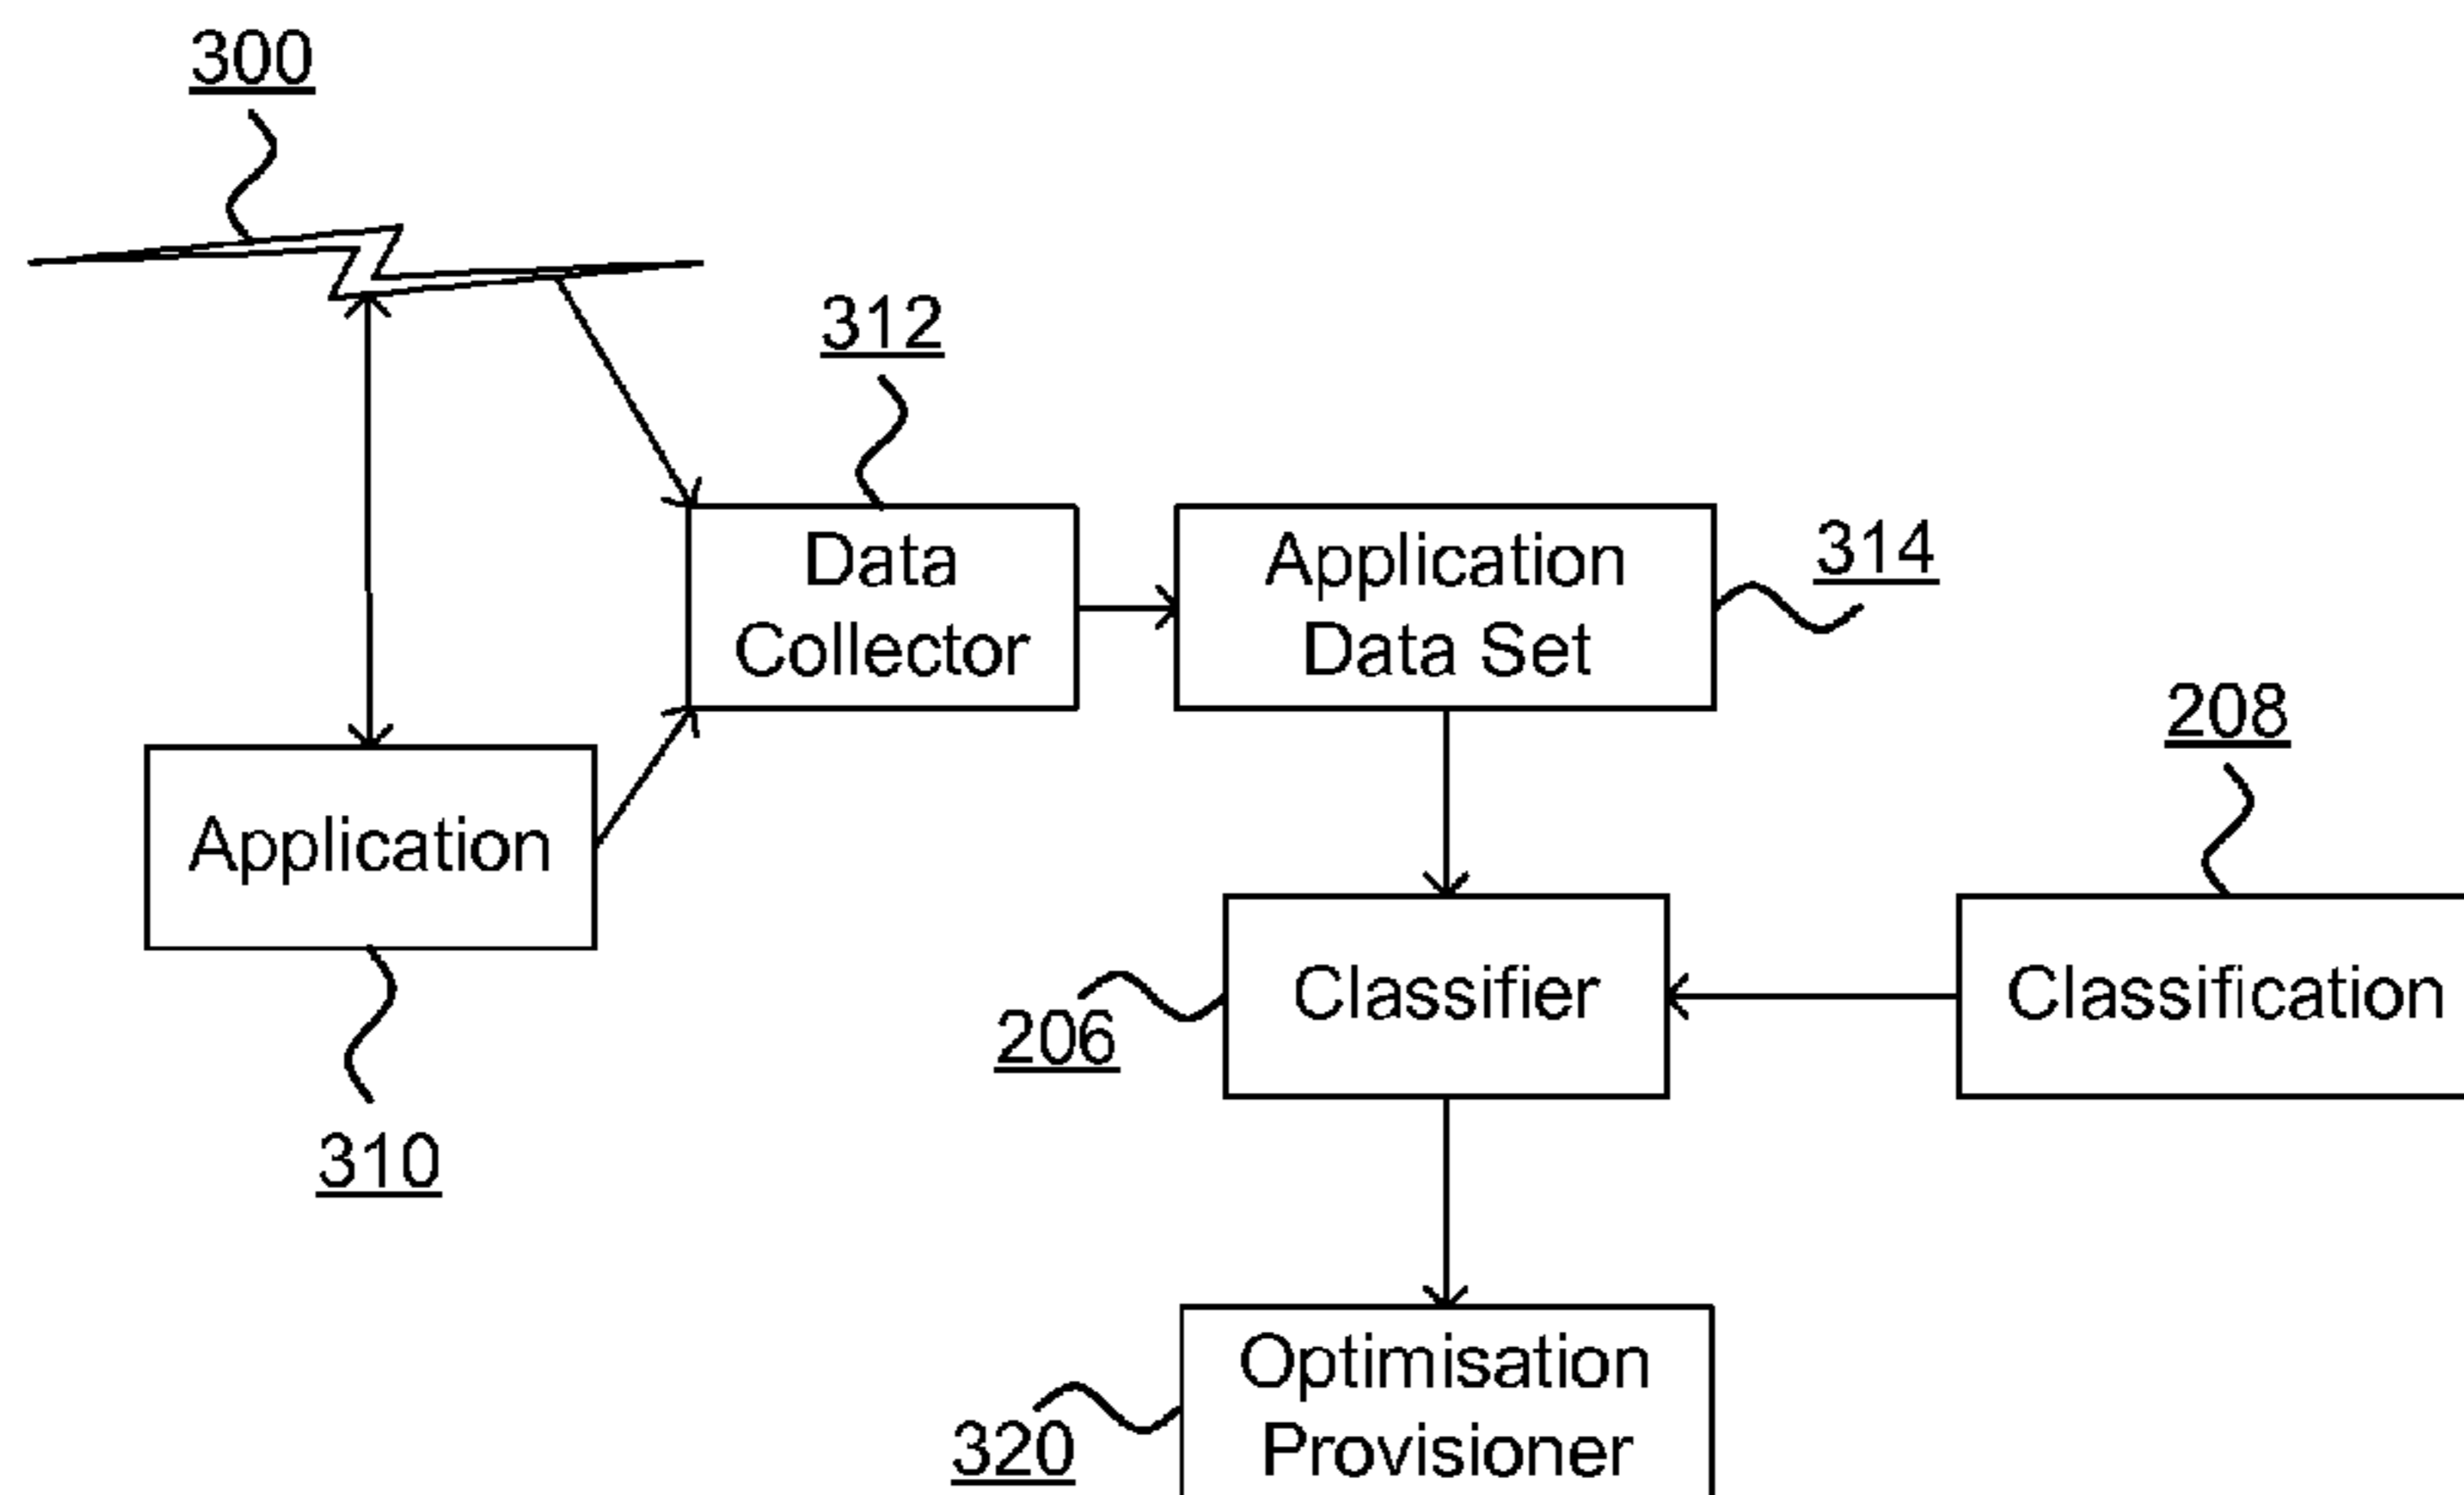 300
312
Data
Collector
Application
Data Set
314
208
Application
Classifier
Classification
206
310
Optimisation
Provisioner
320